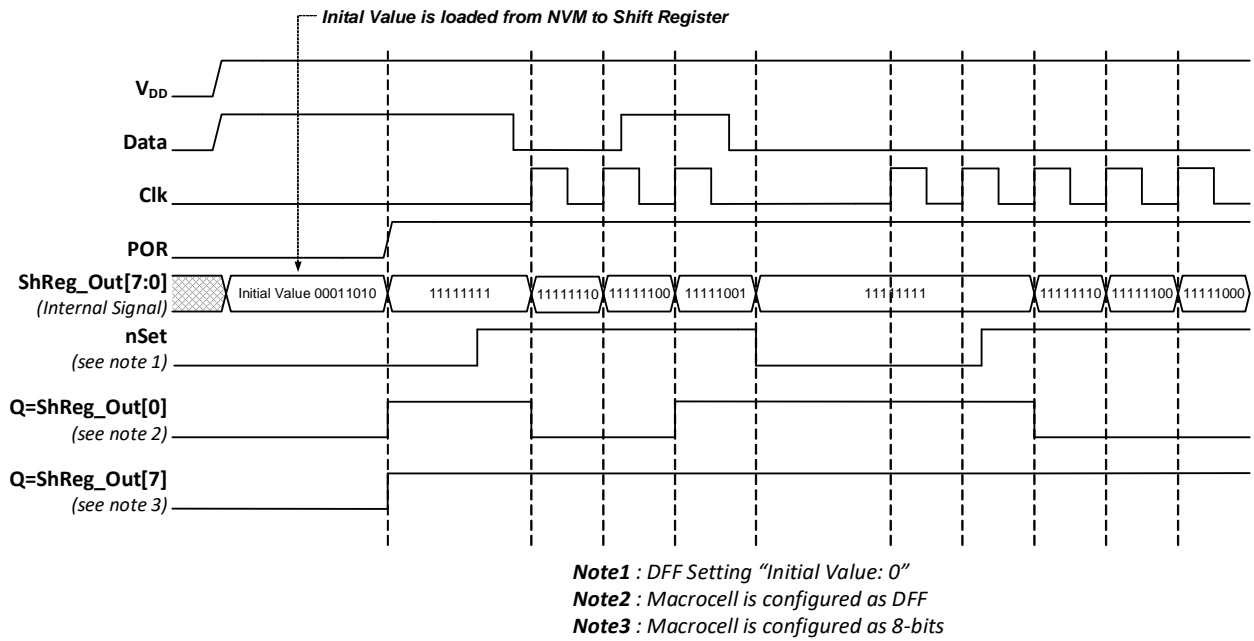 Inital Value is loaded from NVM to Shift Register
VDD
Data
Clk
POR
ShReg_Out[7:0]
(Internal Signal)
Initial Value 00011010 11111111 11111110 11111100 11111001 11111111 11111110 11111100 11111000
nSet
(see note 1)
Q=ShReg_Out[0]
(see note 2)
Q=ShReg_Out[7]
(see note 3)
Note1 : DFF Setting “Initial Value: 0”
Note2 : Macrocell is configured as DFF
Note3 : Macrocell is configured as 8-bits